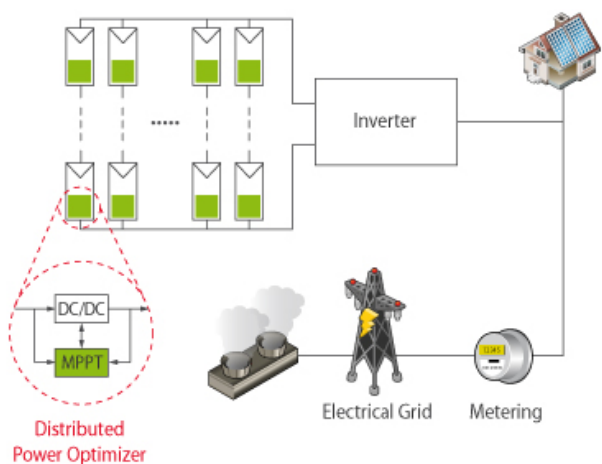 Inverter
DC/DC
MPPT
Distributed
Power Optimizer
Electrical Grid
Metering